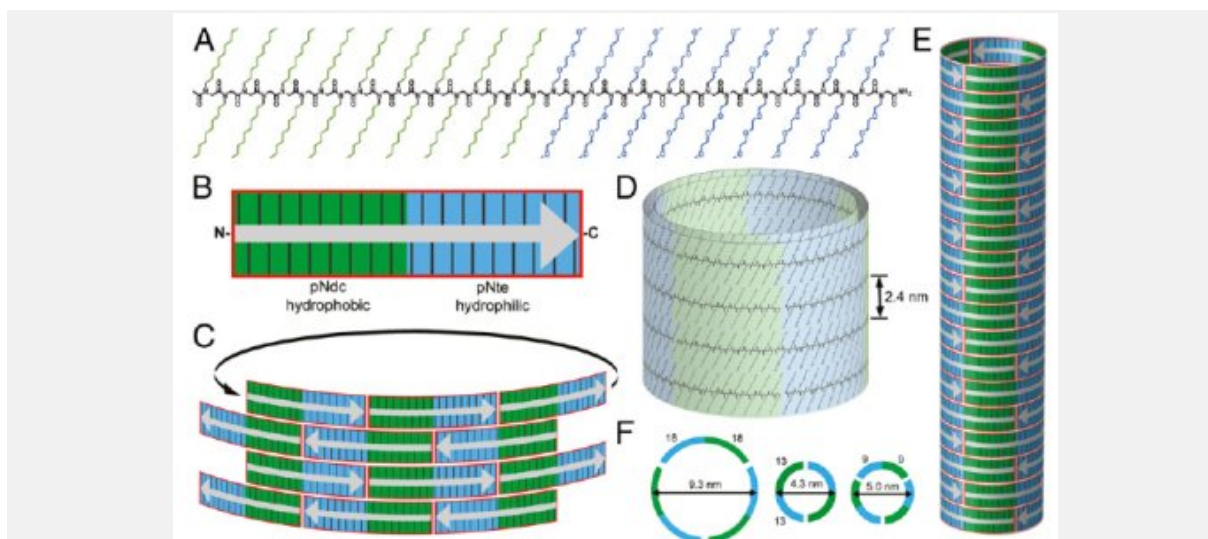 A
E
B
N-
-C
pNdc
hydrophobic
pNte
hydrophilic
D
2.4 nm
C
F
18
18
9.3 nm
13
4.3 nm
13
9
9
5.0 nm